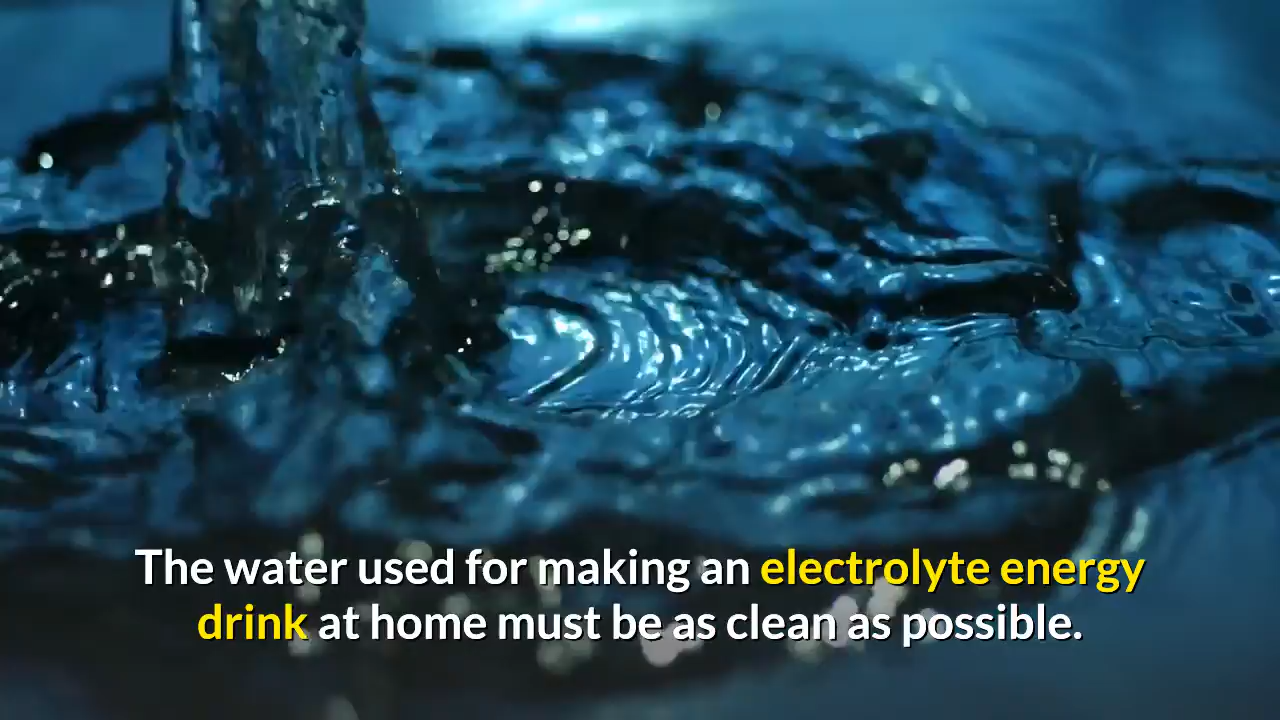 The water used for making an electrolyte energy
drink at home must be as clean as possible.